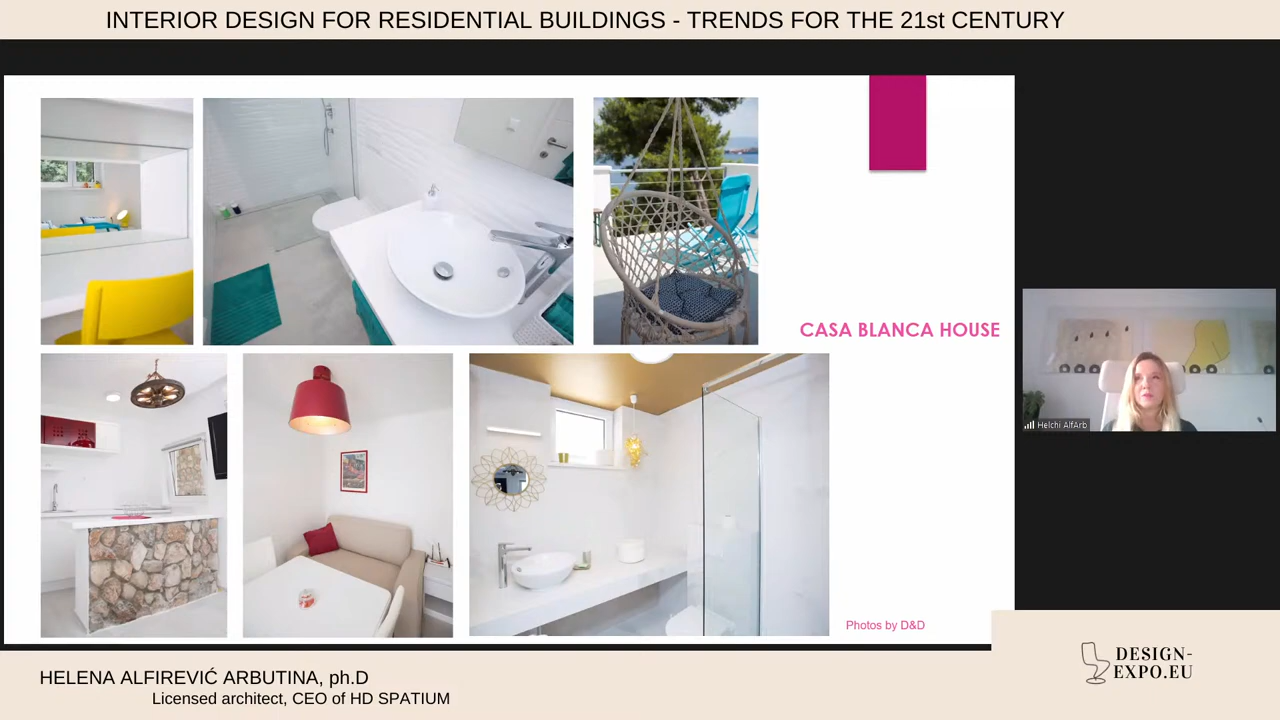 INTERIOR DESIGN FOR RESIDENTIAL BUILDINGS - TRENDS FOR THE 21st CENTURY
CASA BLANCA HOUSE
Helchi AlfArb
Photos by D&D
HELENA ALFIREVIĆ ARBUTINA, ph.D
Licensed architect, CEO of HD SPATIUM
DESIGN-
EXPO.EU